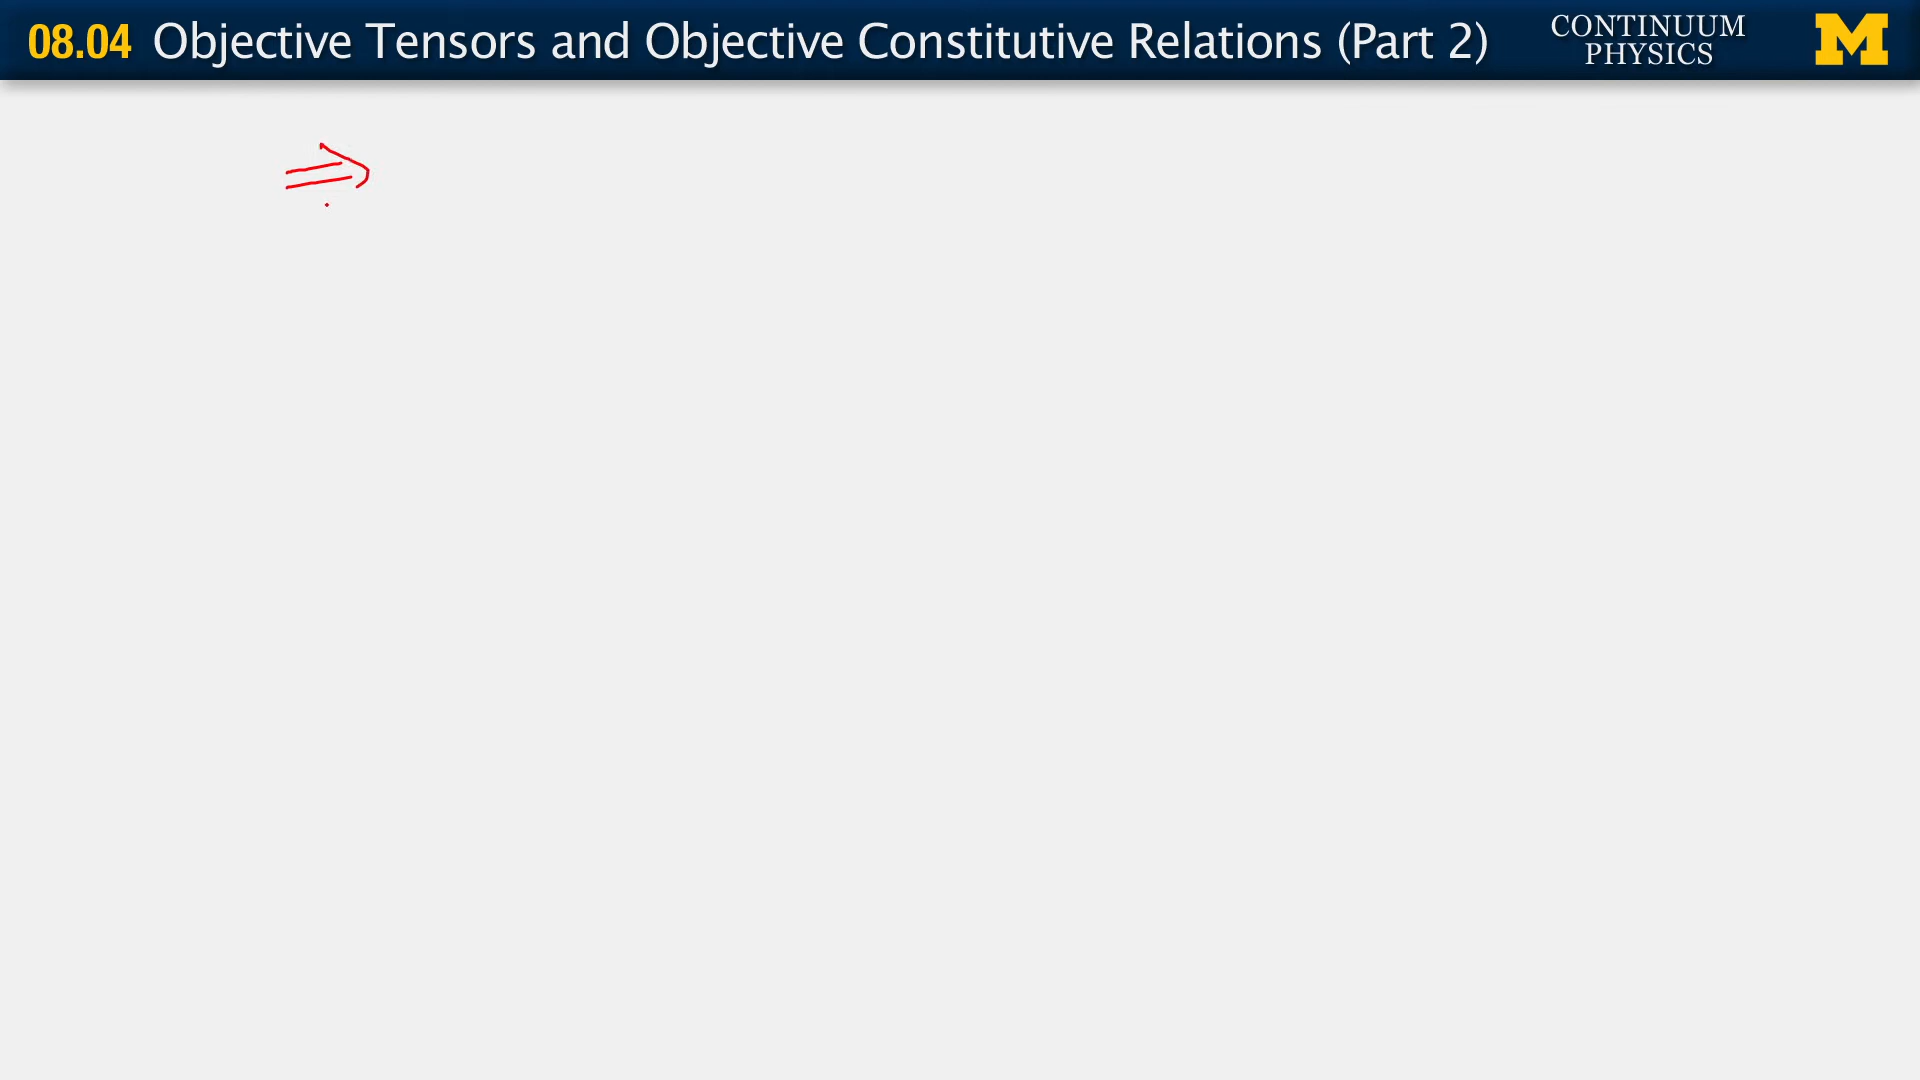 08.04 Objective Tensors and Objective Constitutive Relations (Part 2)
CONTINUUM
PHYSICS
M
⇒